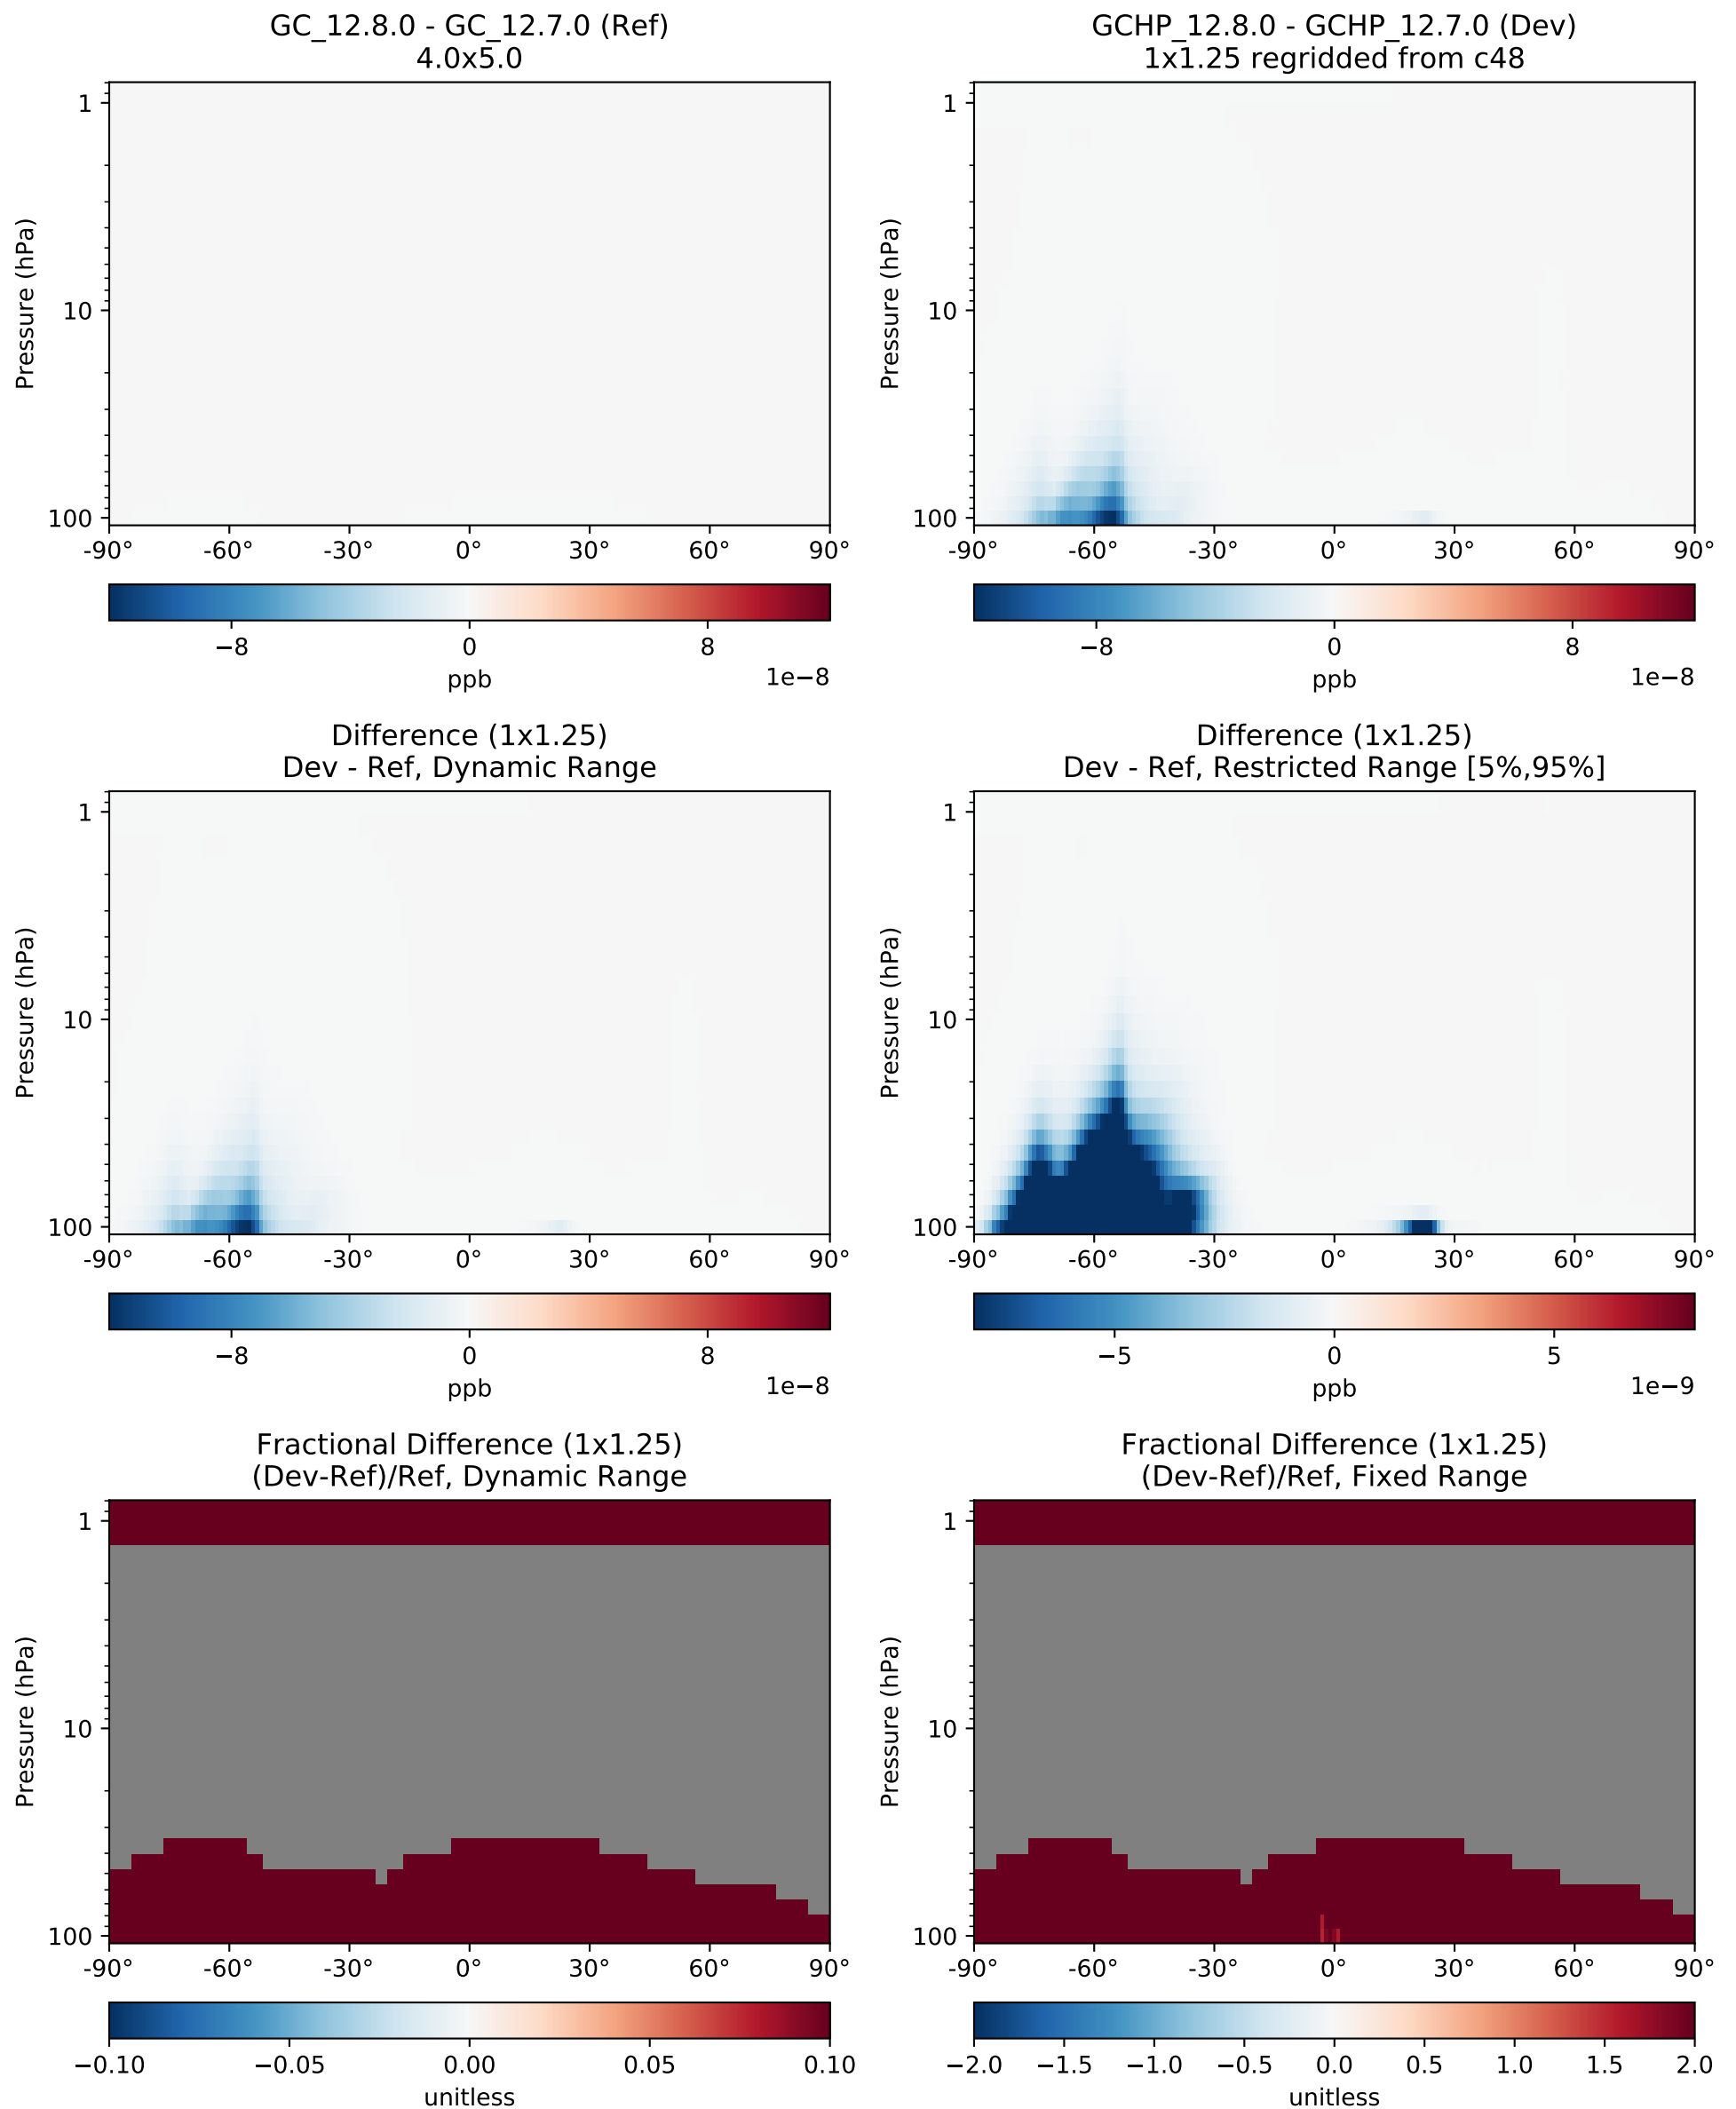 GC_12.8.0 - GC_12.7.0 (Ref)
4.0x5.0
GCHP_12.8.0 - GCHP_12.7.0 (Dev)
1x1.25 regridded from c48
Pressure (hPa)
1
10
100
-90° -60° -30° 0° 30° 60° 90°
−8 0 8
1e−8
ppb
Pressure (hPa)
1
10
100
-90° -60° -30° 0° 30° 60° 90°
−8 0 8
1e−8
ppb
Difference (1x1.25)
Dev - Ref, Dynamic Range
Difference (1x1.25)
Dev - Ref, Restricted Range [5%,95%]
Pressure (hPa)
1
10
100
-90° -60° -30° 0° 30° 60° 90°
−8 0 8
1e−8
ppb
Pressure (hPa)
1
10
100
-90° -60° -30° 0° 30° 60° 90°
−5 0 5
1e−9
ppb
Fractional Difference (1x1.25)
(Dev-Ref)/Ref, Dynamic Range
Fractional Difference (1x1.25)
(Dev-Ref)/Ref, Fixed Range
Pressure (hPa)
1
10
100
-90° -60° -30° 0° 30° 60° 90°
−0.10 −0.05 0.00 0.05 0.10
unitless
Pressure (hPa)
1
10
100
-90° -60° -30° 0° 30° 60° 90°
−2.0 −1.5 −1.0 −0.5 0.0 0.5 1.0 1.5 2.0
unitless